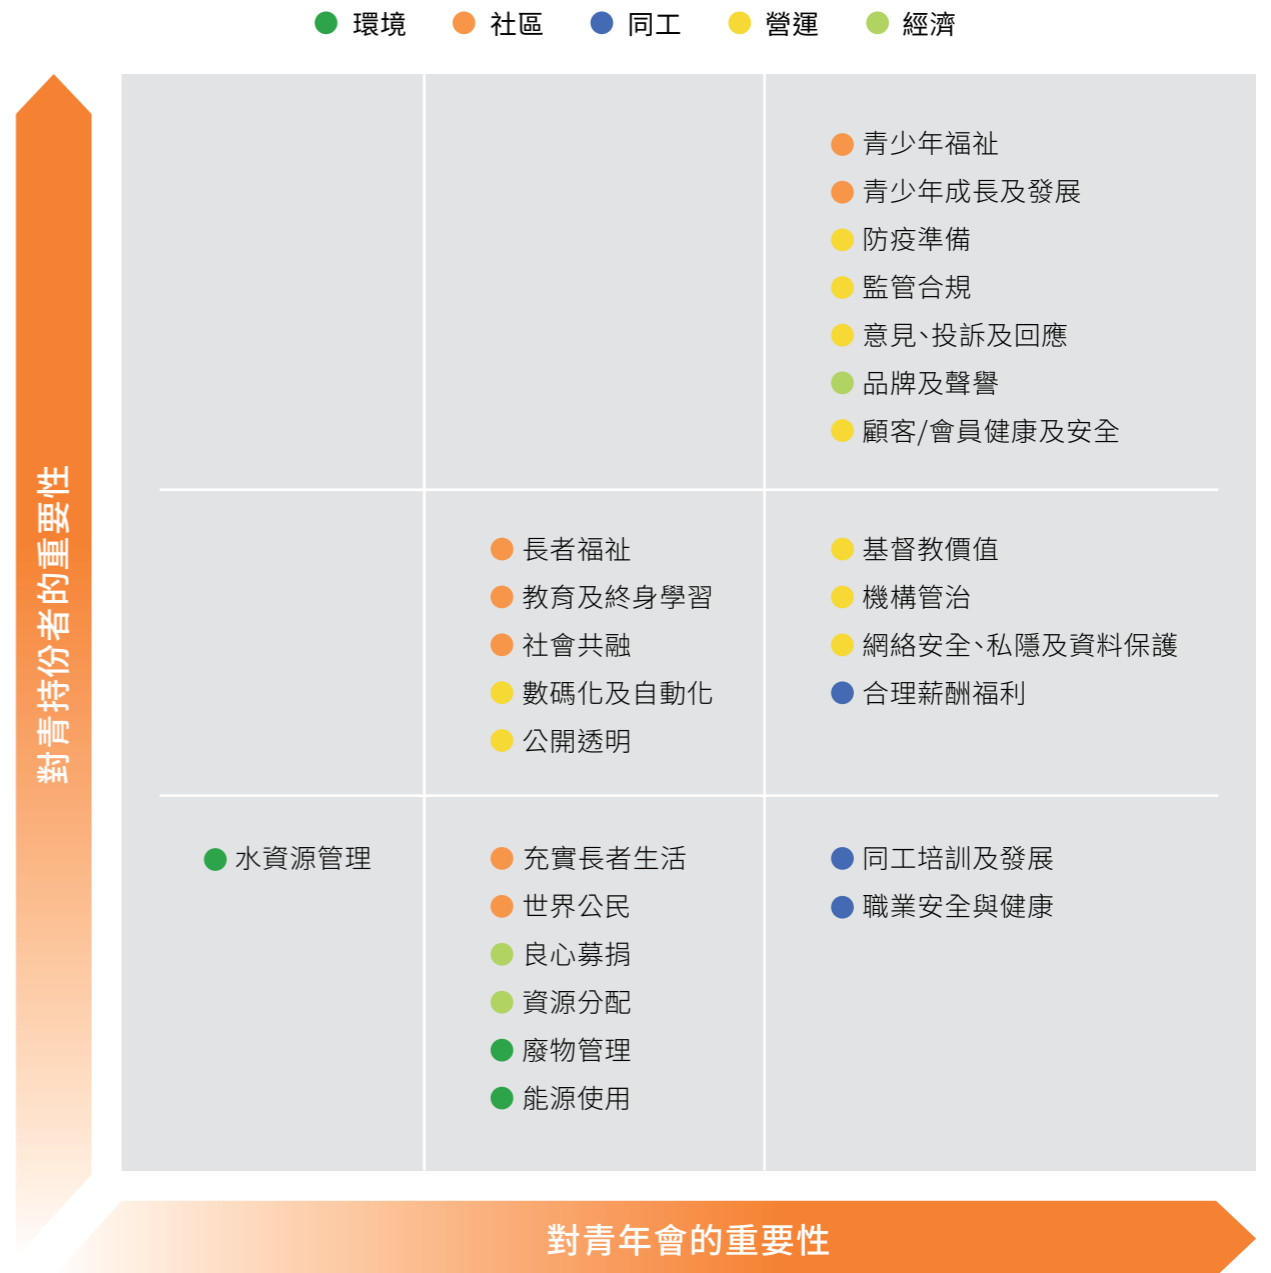 環境 社區 同工 營運 經濟
青少年福祉
青少年成長及發展
防疫準備
監管合規
意見、投訴及回應
品牌及聲譽
顧客/會員健康及安全
對青持份者的重要性
長者福祉
教育及終身學習
社會共融
數碼化及自動化
公開透明
基督教價值
機構管治
網絡安全、私隱及資料保護
合理薪酬福利
水資源管理
充實長者生活
世界公民
良心募捐
資源分配
廢物管理
能源使用
同工培訓及發展
職業安全與健康
對青年會的重要性